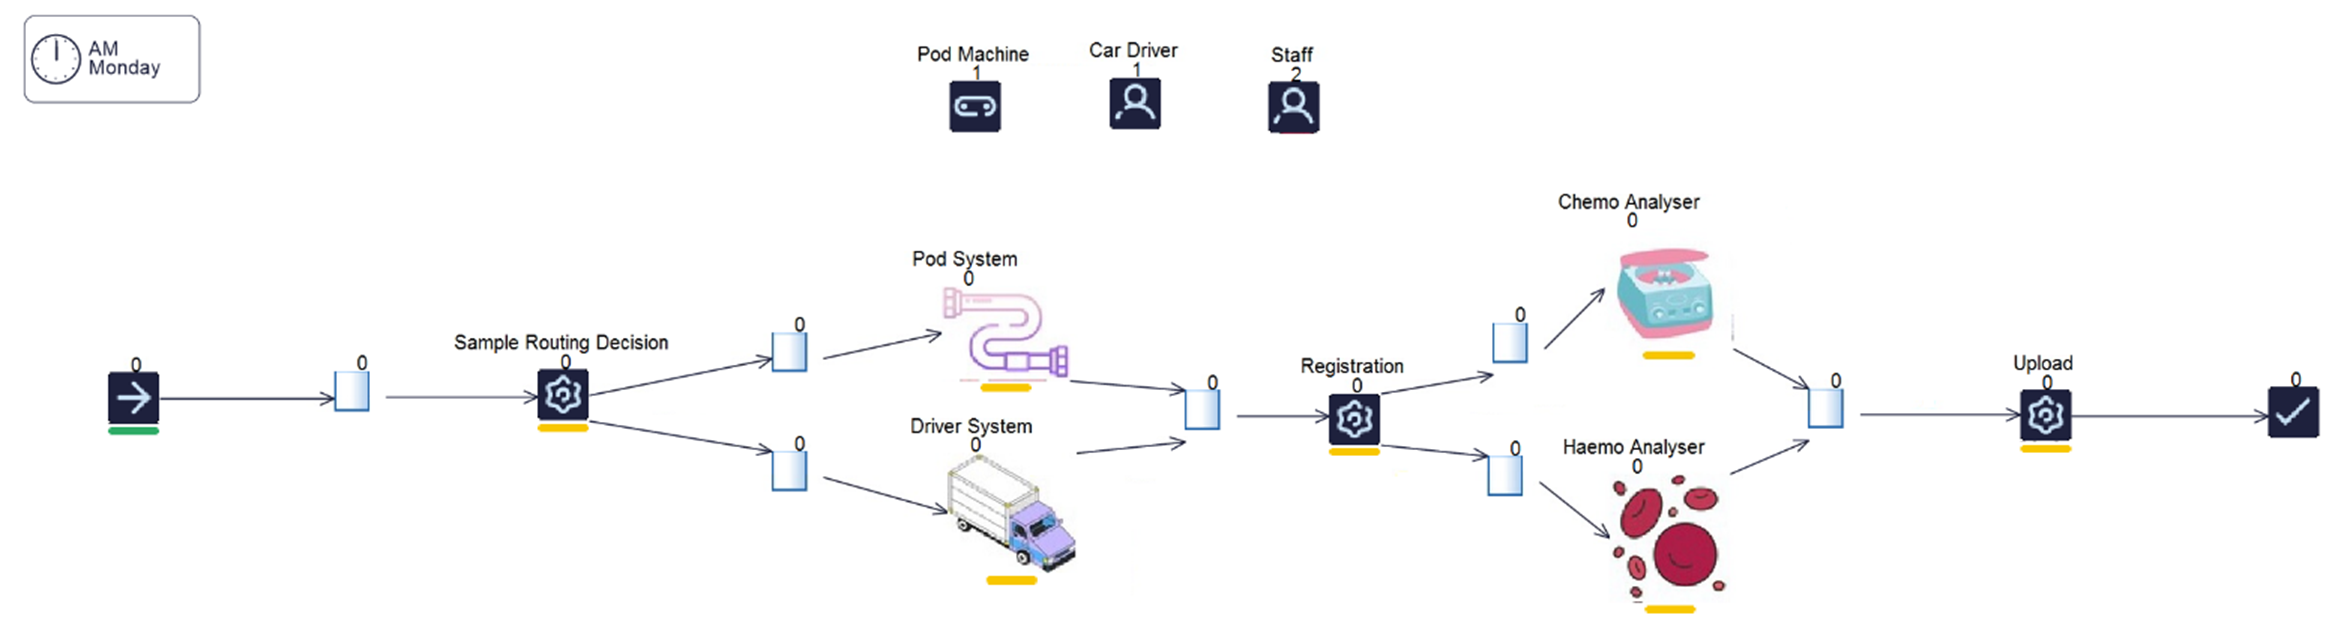 AM
Monday
Pod Machine
1
Car Driver
1
Staff
2
Chemo Analyser
0
Pod System
0
Sample Routing Decision
0
0
0
0
0
Driver System
0
0
Registration
0
0
0
Haemo Analyser
0
0
Upload
0
0